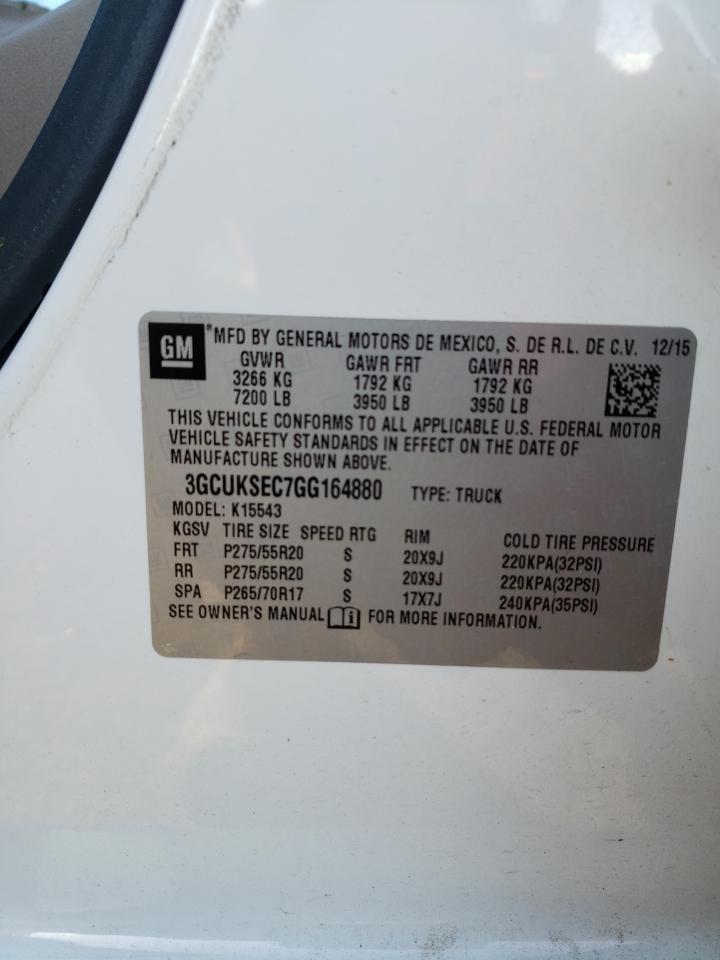 GM *MFD BY GENERAL MOTORS DE MEXICO, S. DE R.L. DE C.V. 12/15
GVWR GAWR FRT GAWR RR
3266 KG 1792 KG 1792 KG
7200 LB 3950 LB 3950 LB
THIS VEHICLE CONFORMS TO ALL APPLICABLE U.S. FEDERAL MOTOR
VEHICLE SAFETY STANDARDS IN EFFECT ON THE DATE OF
MANUFACTURE SHOWN ABOVE.
3GCUKSEC7GG164880 TYPE: TRUCK
MODEL: K15543
KGSV TIRE SIZE SPEED RTG RIM COLD TIRE PRESSURE
FRT P275/55R20 S 20X9J 220KPA(32PSI)
RR P275/55R20 S 20X9J 220KPA(32PSI)
SPA P265/70R17 S 17X7J 240KPA(35PSI)
SEE OWNER'S MANUAL i FOR MORE INFORMATION.